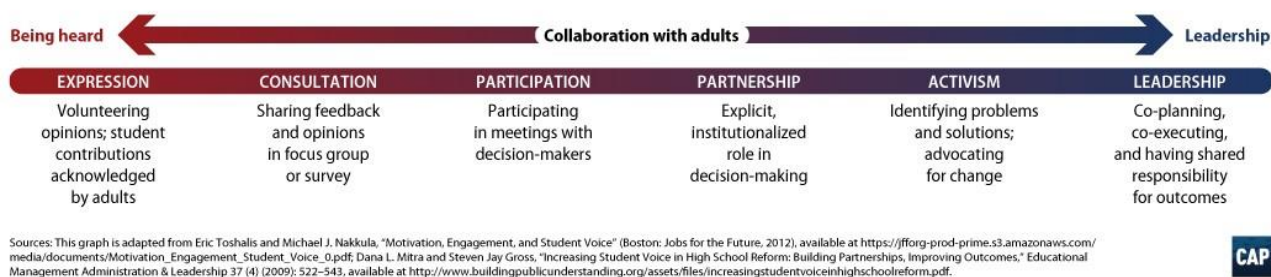 Being heard
Collaboration with adults
Leadership
EXPRESSION
Volunteering
opinions; student
contributions
acknowledged
by adults
CONSULTATION
Sharing feedback
and opinions
in focus group
or survey
PARTICIPATION
Participating
in meetings with
decision-makers
PARTNERSHIP
Explicit,
institutionalized
role in
decision-making
ACTIVISM
Identifying problems
and solutions;
advocating
for change
LEADERSHIP
Co-planning,
co-executing,
and having shared
responsibility
for outcomes
Sources: This graph is adapted from Eric Toshalis and Michael J. Nakkula, "Motivation, Engagement, and Student Voice" (Boston: Jobs for the Future, 2012), available at https://jfforg-prod-prime.s3.amazonaws.com/
media/documents/Motivation_Engagement_Student_Voice_0.pdf; Dana L. Mitra and Steven Jay Gross, "Increasing Student Voice in High School Reform: Building Partnerships, Improving Outcomes," Educational
Management Administration & Leadership 37 (4) (2009): 522–543, available at http://www.buildingpublicunderstanding.org/assets/files/increasingstudentvoiceinhighschoolreform.pdf.
CAP